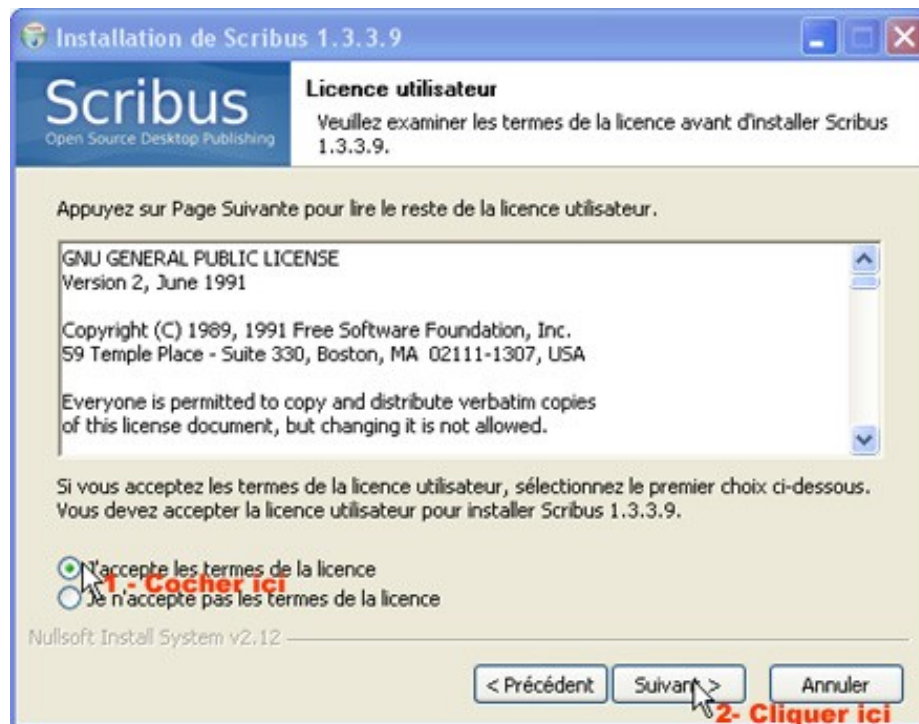 Installation de Scribus 1.3.3.9
Scribus
Open Source Desktop Publishing
Licence utilisateur
Veuillez examiner les termes de la licence avant d'installer Scribus
1.3.3.9.
Appuyez sur Page Suivante pour lire le reste de la licence utilisateur.
GNU GENERAL PUBLIC LICENSE
Version 2, June 1991
Copyright (C) 1989, 1991 Free Software Foundation, Inc.
59 Temple Place - Suite 330, Boston, MA 02111-1307, USA
Everyone is permitted to copy and distribute verbatim copies
of this license document, but changing it is not allowed.
Si vous acceptez les termes de la licence utilisateur, sélectionnez le premier choix ci-dessous.
Vous devez accepter la licence utilisateur pour installer Scribus 1.3.3.9.
J'accepte les termes de la licence
1 - Cocher ici
Je n'accepte pas les termes de la licence
Nullsoft Install System v2.12
< Précédent
Suivant >
Annuler
2- Cliquer ici